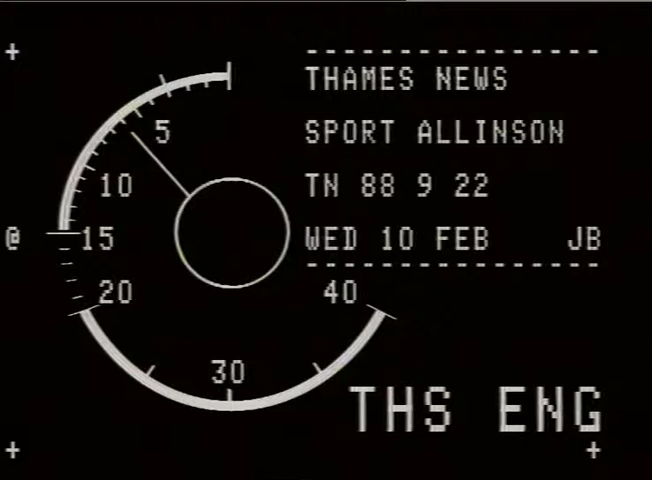 +
----------------
THAMES NEWS
5
SPORT ALLINSON
10
TN 88 9 22
@
15
WED 10 FEB JB
----------------
20
40
30
THS ENG
+
+